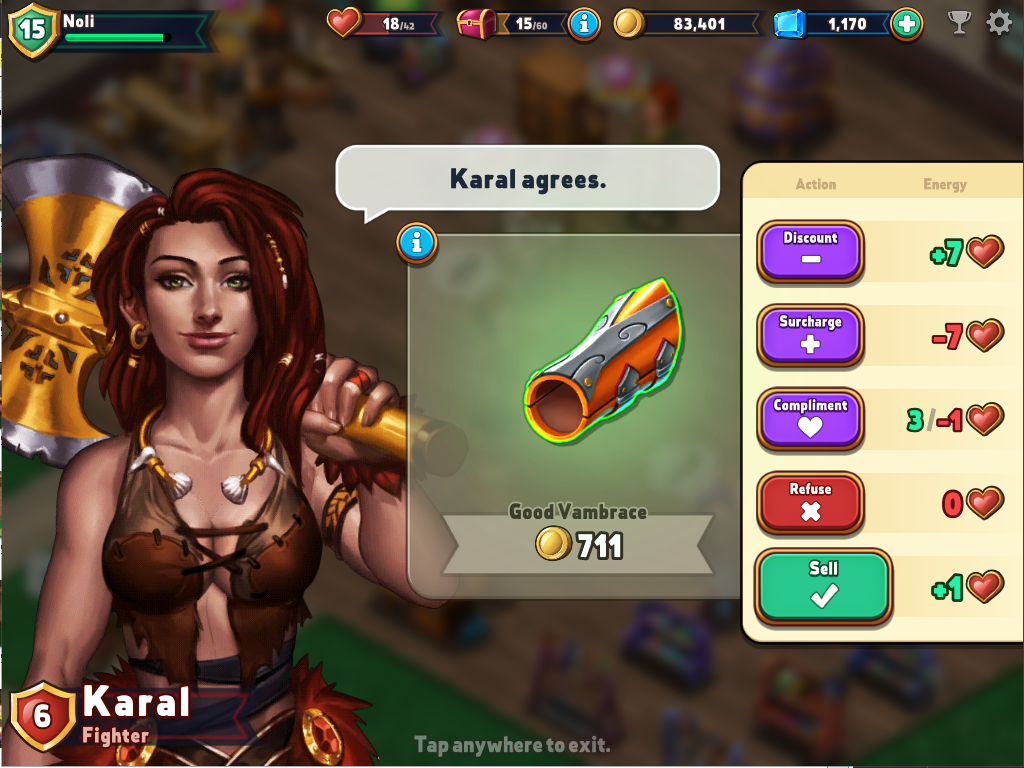 15 Noli
18/42
15/60
83,401
1,170
Karal agrees.
Action Energy
Discount +7
Surcharge -7
Compliment 3/-1
Refuse 0
Sell +1
Good Vambrace
711
6 Karal
Fighter
Tap anywhere to exit.